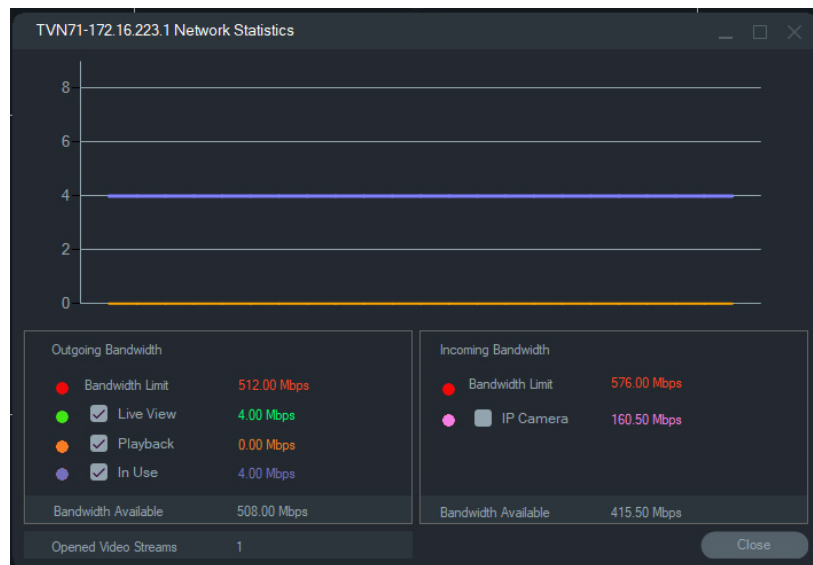 TVN71-172.16.223.1 Network Statistics
8
6
4
2
0
Outgoing Bandwidth
Bandwidth Limit 512.00 Mbps
Live View 4.00 Mbps
Playback 0.00 Mbps
In Use 4.00 Mbps
Bandwidth Available 508.00 Mbps
Opened Video Streams 1
Incoming Bandwidth
Bandwidth Limit 576.00 Mbps
IP Camera 160.50 Mbps
Bandwidth Available 415.50 Mbps
Close